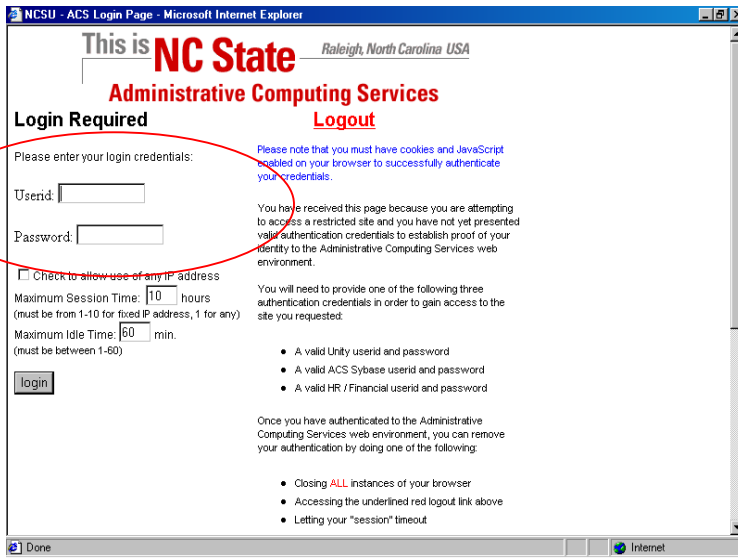 NCSU - ACS Login Page - Microsoft Internet Explorer
This is NC State Raleigh, North Carolina USA
Administrative Computing Services
Login Required
Please enter your login credentials:
Userid:
Password:
Check to allow use of any IP address
Maximum Session Time: 10 hours
(must be from 1-10 for fixed IP address, 1 for any)
Maximum Idle Time: 60 min.
(must be between 1-60)
login
Logout
Please note that you must have cookies and JavaScript
enabled on your browser to successfully authenticate
your credentials.
You have received this page because you are attempting
to access a restricted site and you have not yet presented
valid authentication credentials to establish proof of your
identity to the Administrative Computing Services web
environment.
You will need to provide one of the following three
authentication credentials in order to gain access to the
site you requested:
A valid Unity userid and password
A valid ACS Sybase userid and password
A valid HR / Financial userid and password
Once you have authenticated to the Administrative
Computing Services web environment, you can remove
your authentication by doing one of the following:
Closing ALL instances of your browser
Accessing the underlined red logout link above
Letting your "session" timeout
Done
Internet